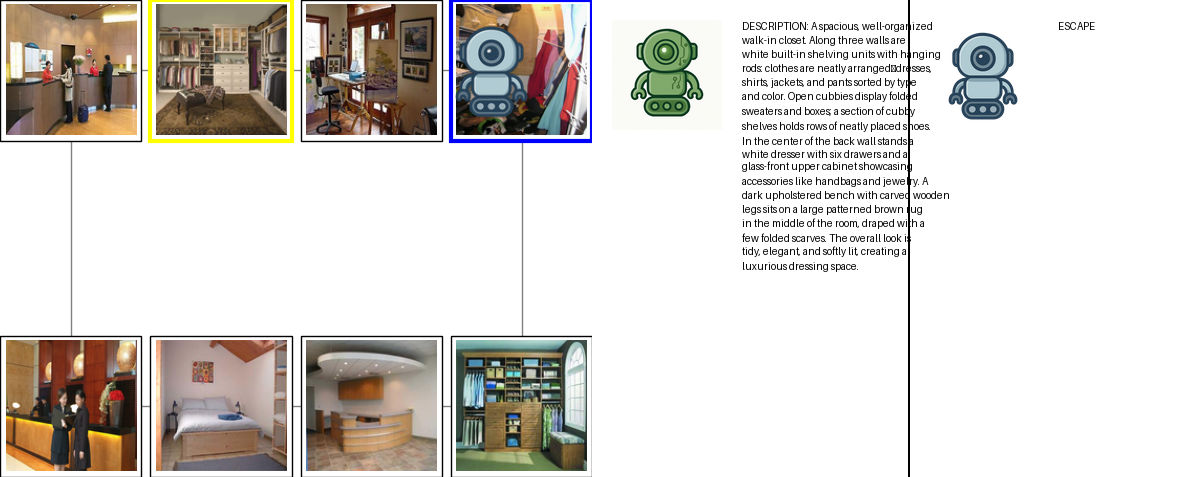 DESCRIPTION: A spacious, well-organized
walk-in closet. Along three walls are
white built-in shelving units with hanging
rods: clothes are neatly arranged dresses,
shirts, jackets, and pants sorted by type
and color. Open cubbies display folded
sweaters and boxes; a section of cubby
shelves holds rows of neatly placed shoes.
In the center of the back wall stands a
white dresser with six drawers and a
glass-front upper cabinet showcasing
accessories like handbags and jewelry. A
dark upholstered bench with carved wooden
legs sits on a large patterned brown rug
in the middle of the room, draped with a
few folded scarves. The overall look is
tidy, elegant, and softly lit, creating a
luxurious dressing space.
ESCAPE